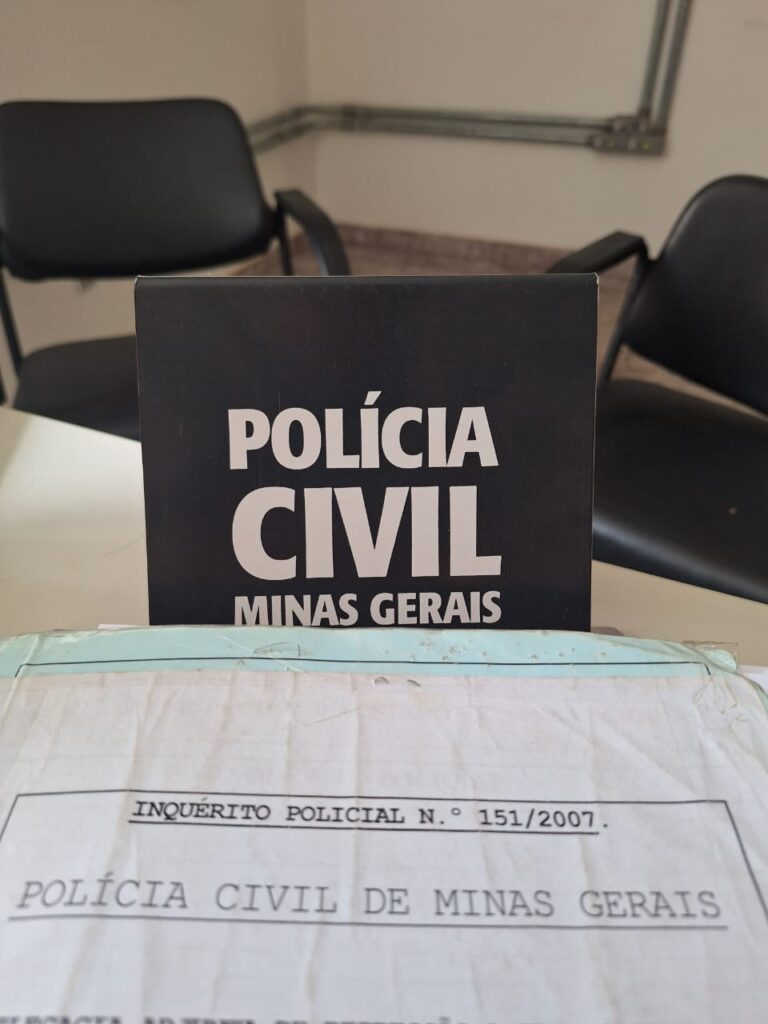 POLÍCIA
CIVIL
MINAS GERAIS
INQUÉRITO POLICIAL N.º 151/2007.
POLÍCIA CIVIL DE MINAS GERAIS